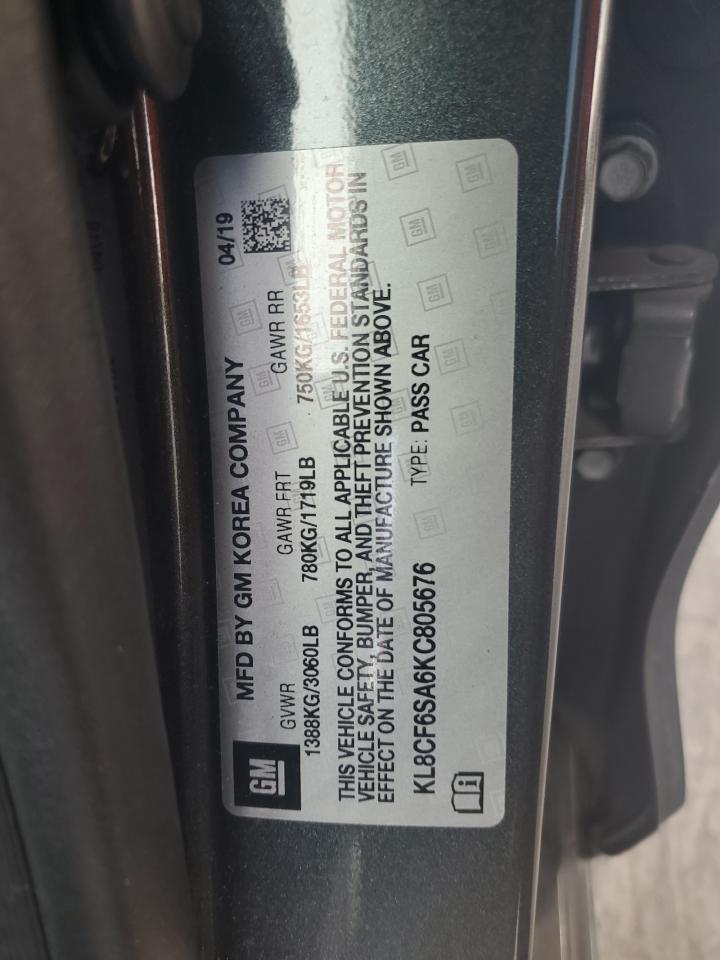 GM
MFD BY GM KOREA COMPANY 04/19
GVWR GAWR FRT GAWR RR
1388KG/3060LB 780KG/1719LB 750KG/1653LB
THIS VEHICLE CONFORMS TO ALL APPLICABLE U.S. FEDERAL MOTOR
VEHICLE SAFETY, BUMPER, AND THEFT PREVENTION STANDARDS IN
EFFECT ON THE DATE OF MANUFACTURE SHOWN ABOVE.
KL8CF6SA6KC805676 TYPE: PASS CAR